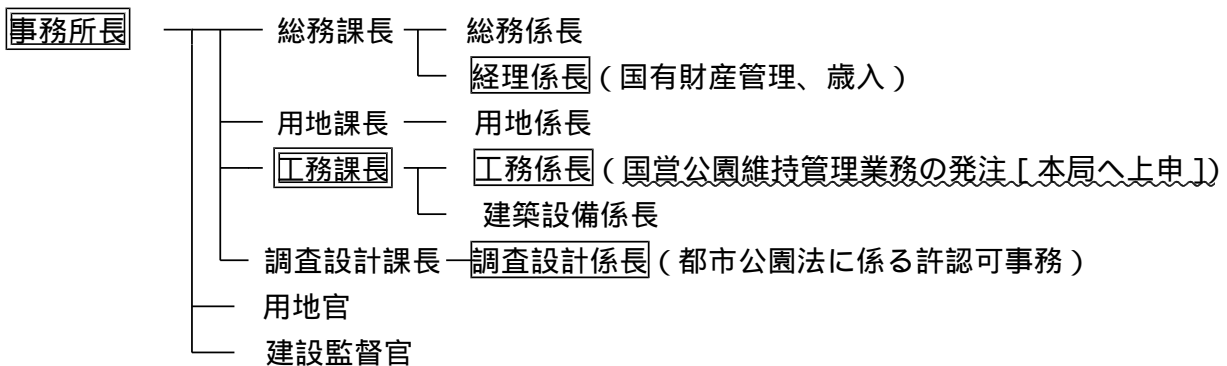 事務所長 総務課長 総務係長
経理係長(国有財産管理、歳入)
用地課長 用地係長
工務課長 工務係長(国営公園維持管理業務の発注[本局へ上申])
建築設備係長
調査設計課長 調査設計係長(都市公園法に係る許認可事務)
用地官
建設監督官